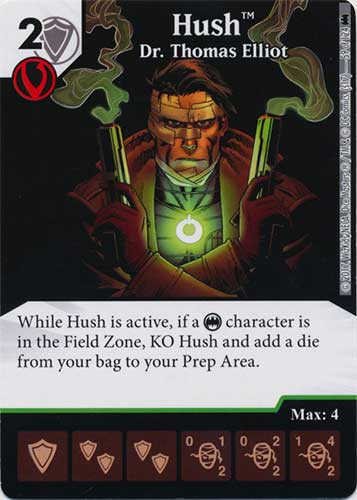 2
Hush™
Dr. Thomas Elliot
While Hush is active, if a character is
in the Field Zone, KO Hush and add a die
from your bag to your Prep Area.
Max: 4
0 1 2
0 2 2
1 4 2